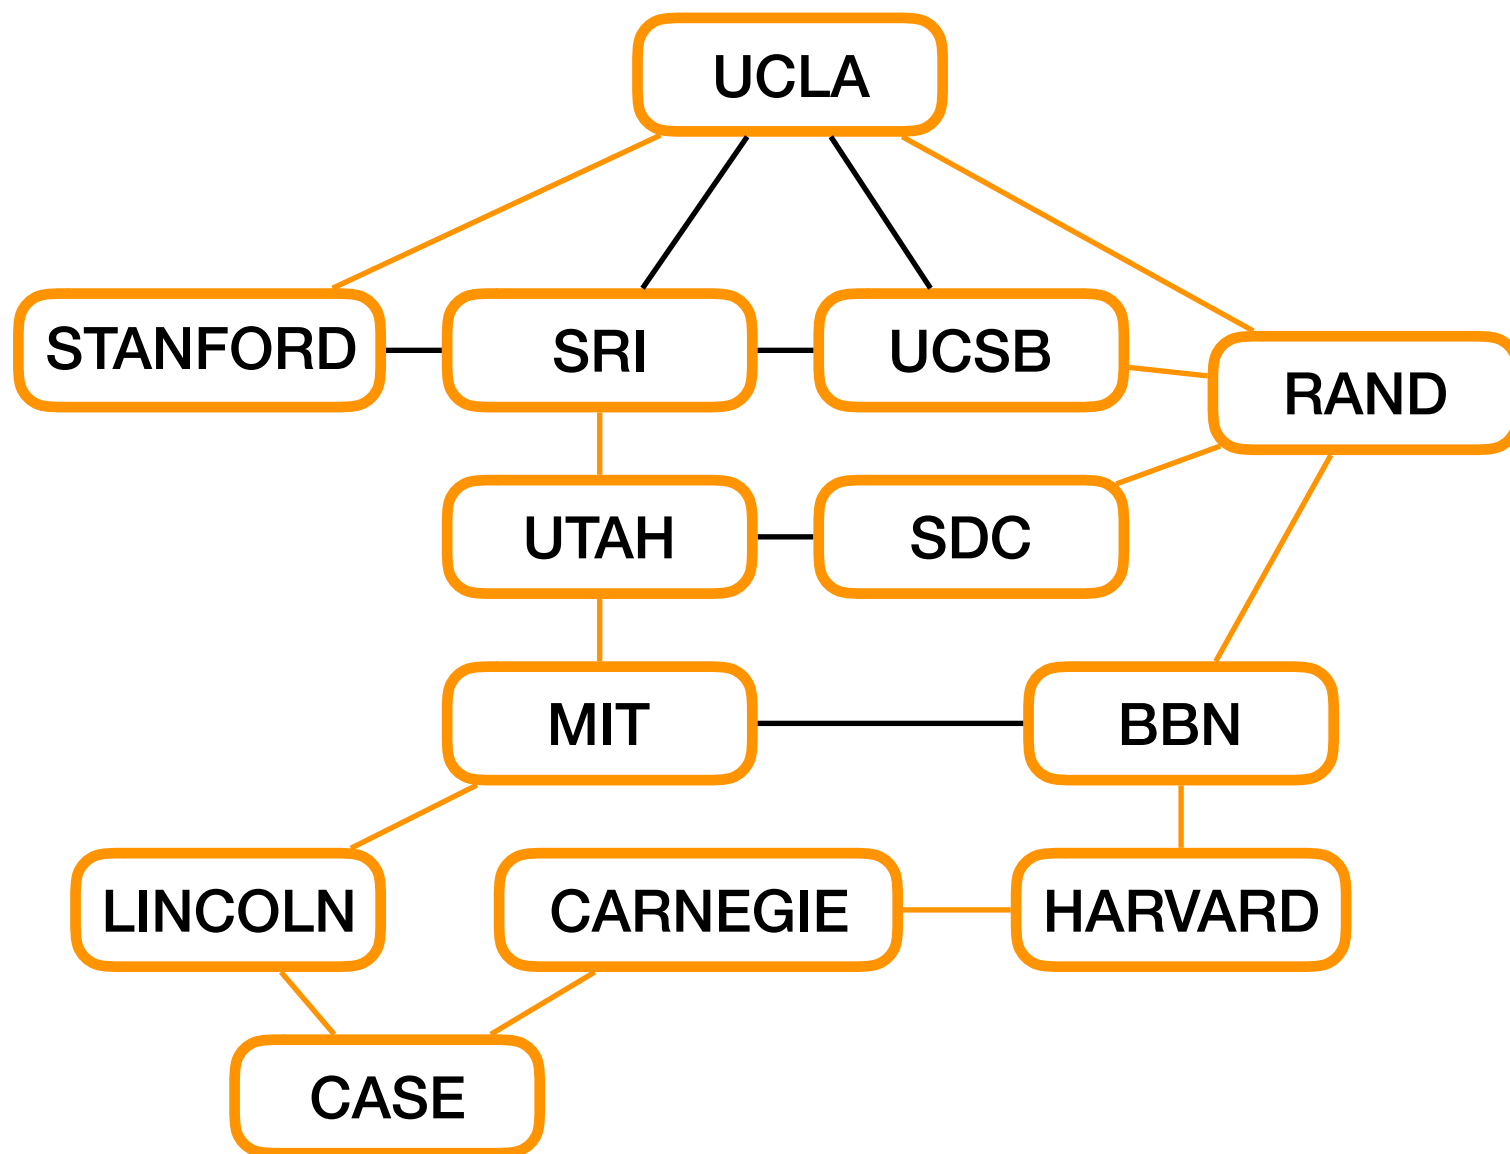 UCLA
STANFORD
SRI
UCSB
RAND
UTAH
SDC
MIT
BBN
LINCOLN
CARNEGIE
HARVARD
CASE